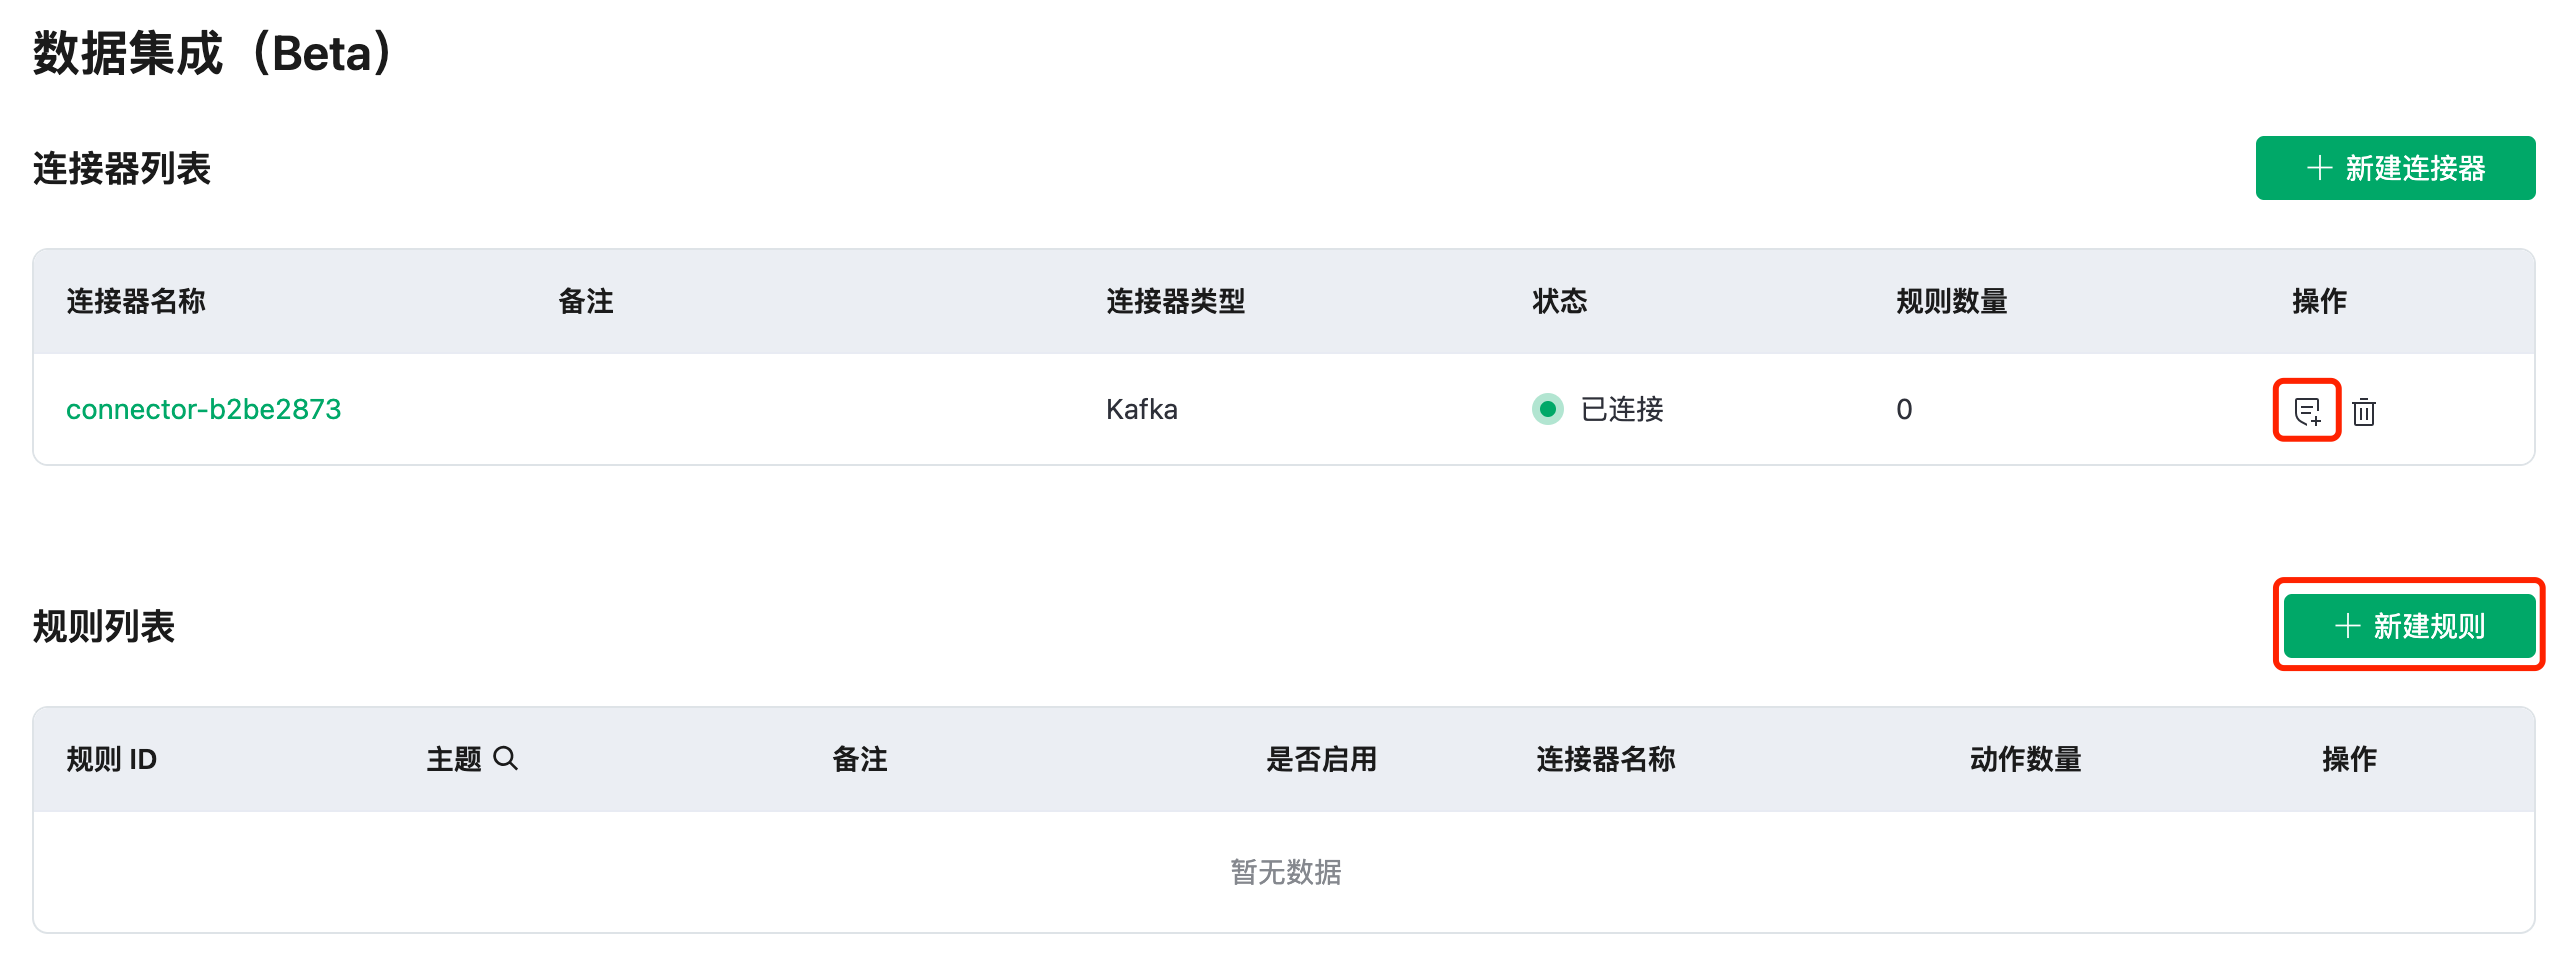 数据集成（Beta）
连接器列表
新建连接器
连接器名称 备注 连接器类型 状态 规则数量 操作
connector-b2be2873 Kafka 已连接 0
规则列表
新建规则
规则 ID 主题 备注 是否启用 连接器名称 动作数量 操作
暂无数据